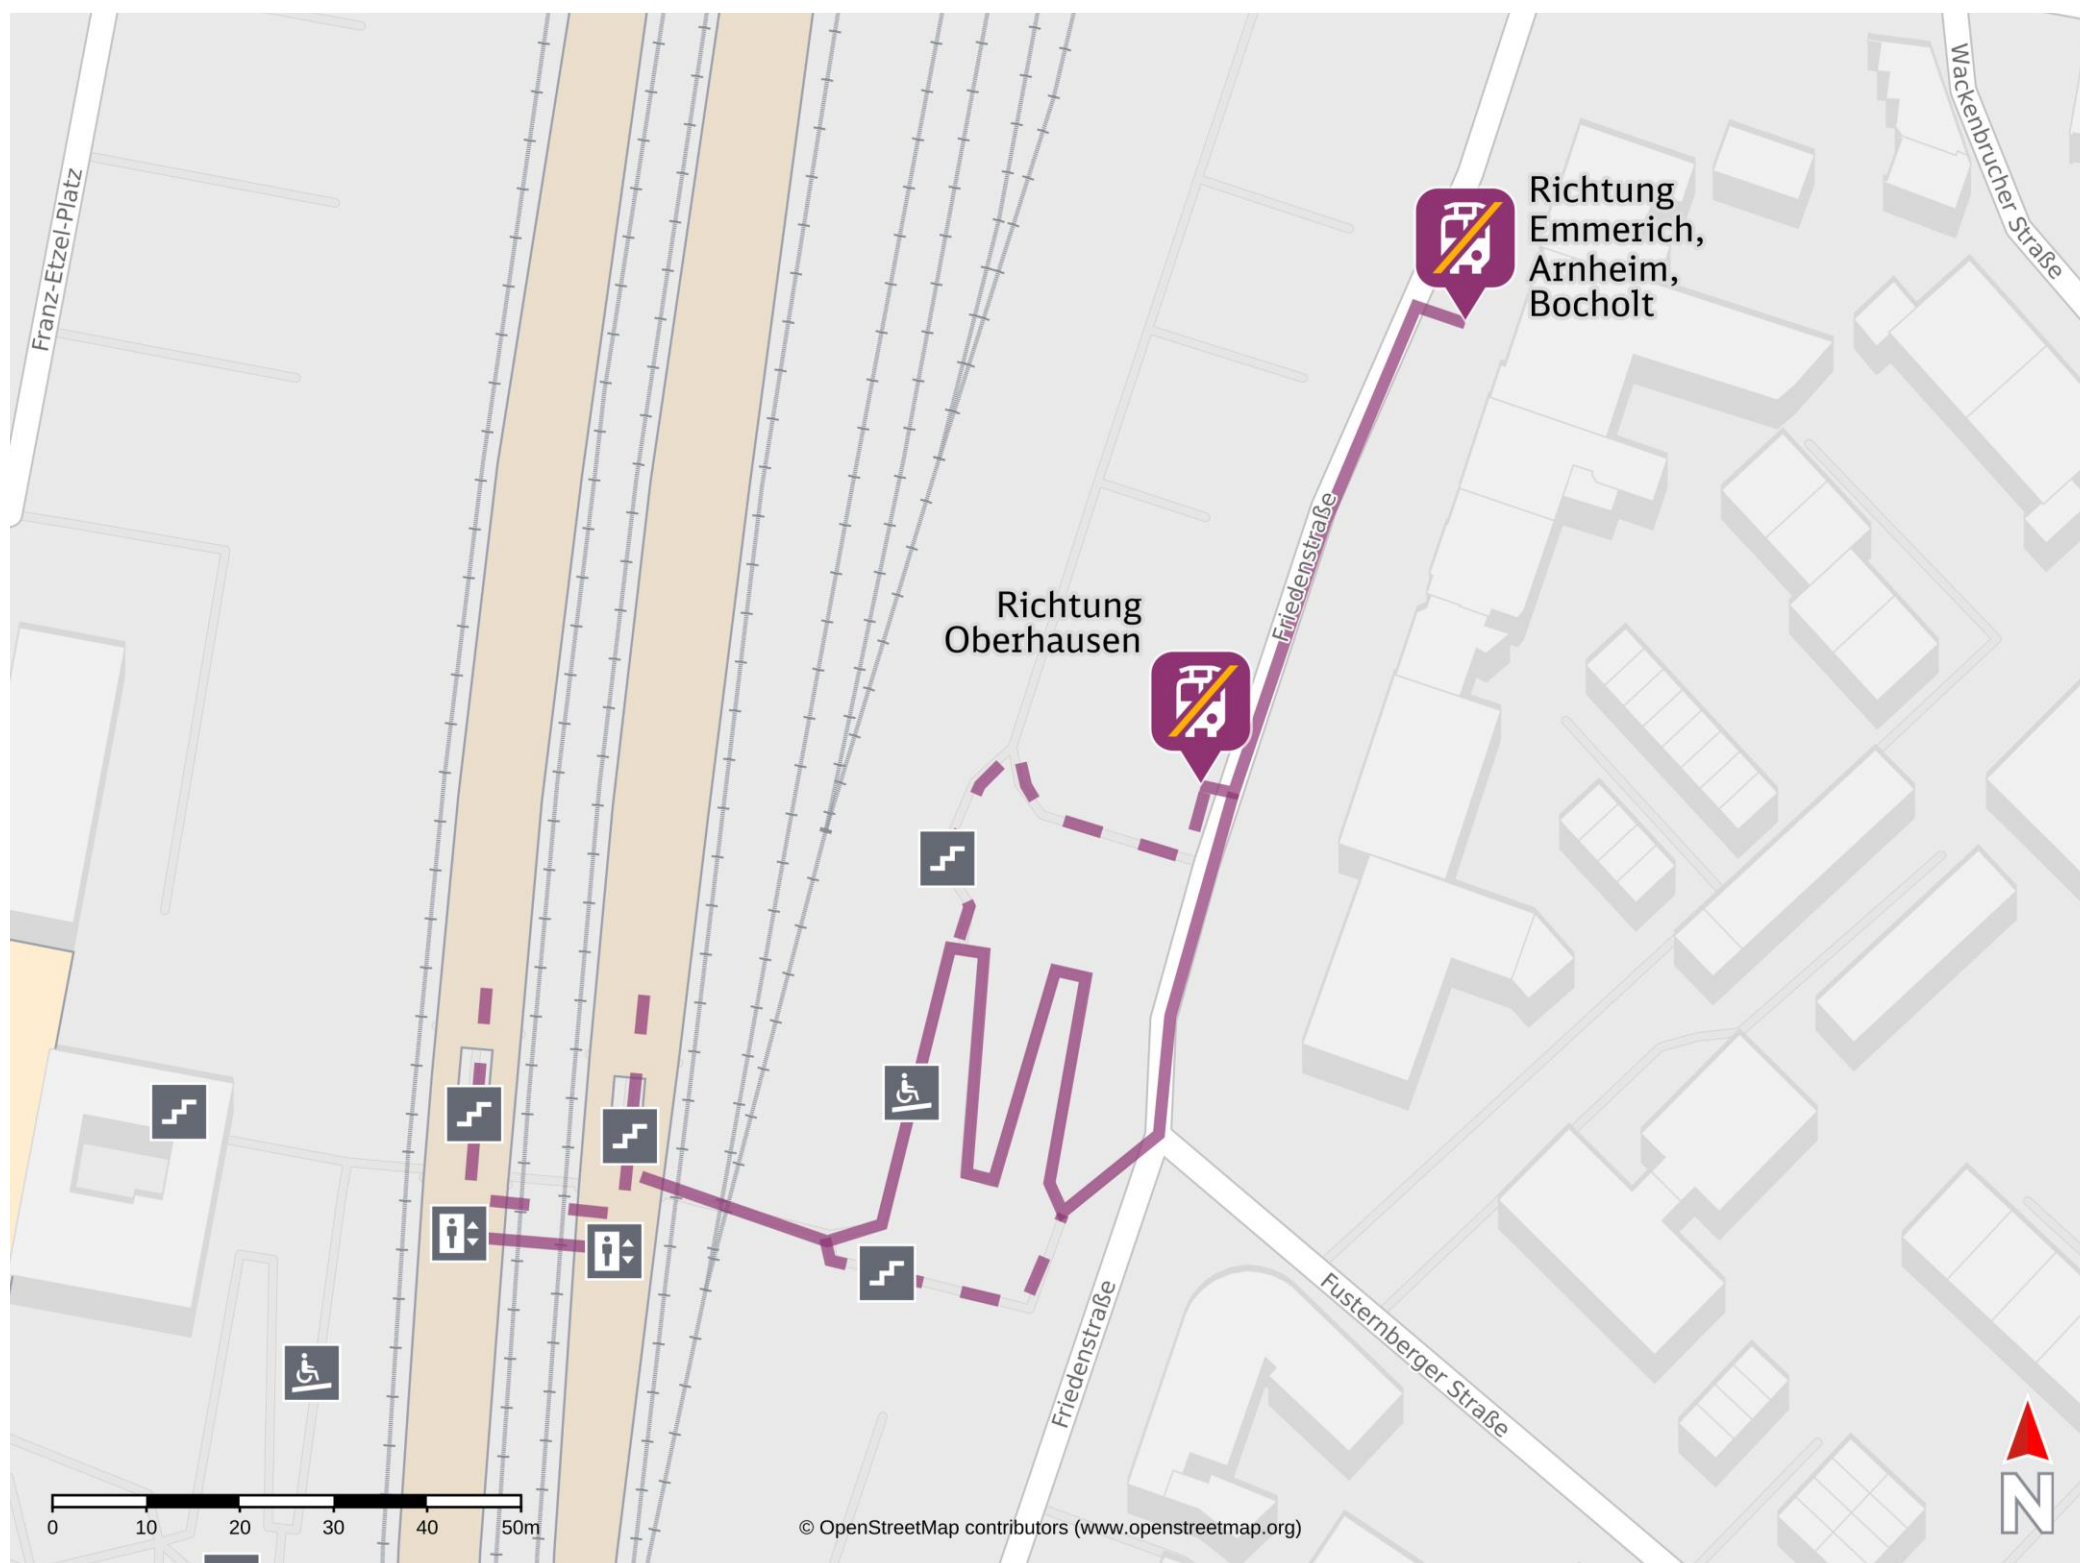 Wackenbrucher Straße
Franz-Etzel-Platz
Richtung
Emmerich,
Arnheim,
Bocholt
Friedenstraße
Richtung
Oberhausen
Friedenstraße
Fusternberger Straße
N
0 10 20 30 40 50m
© OpenStreetMap contributors (www.openstreetmap.org)